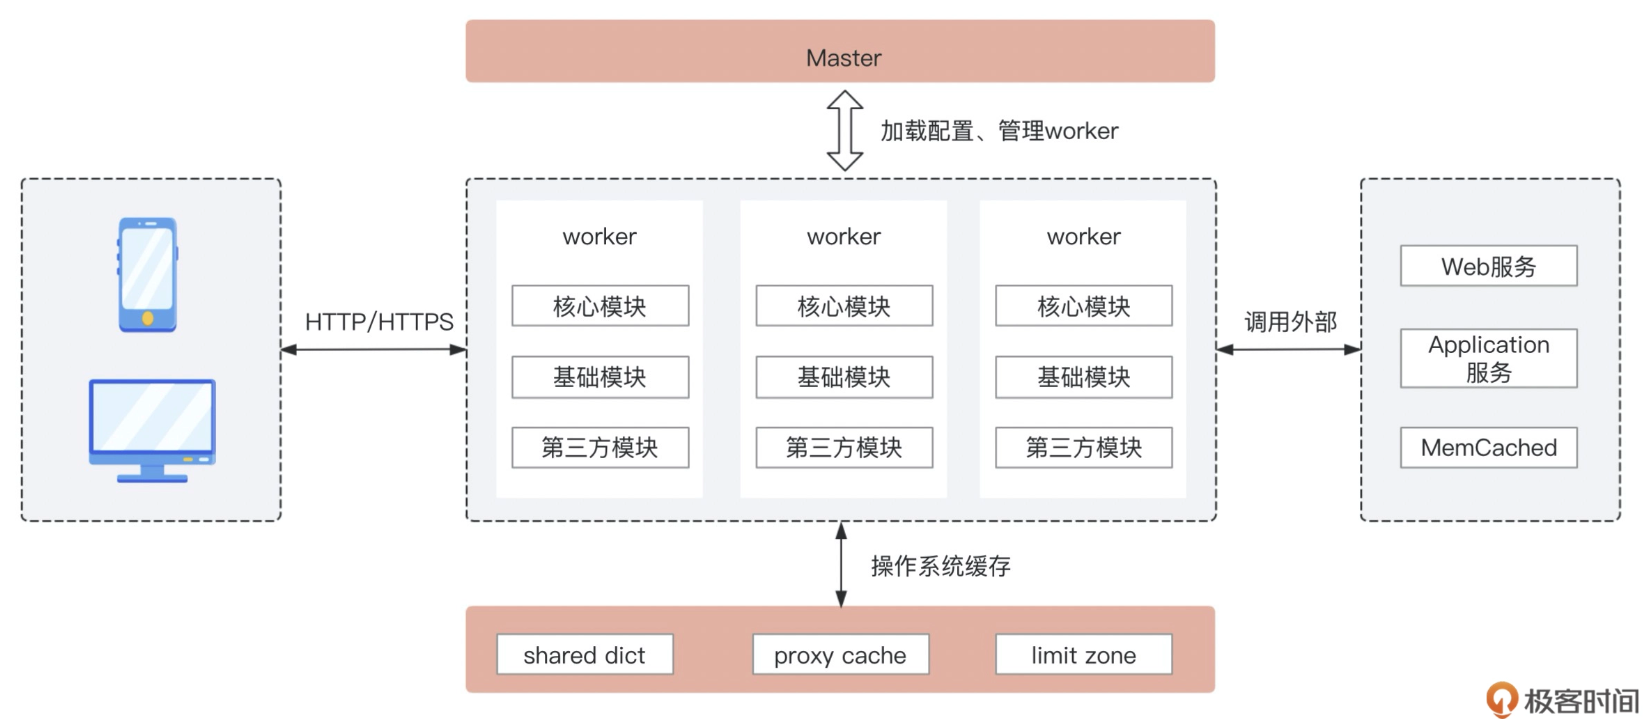 Master
加载配置、管理worker
HTTP/HTTPS
worker
核心模块
基础模块
第三方模块
worker
核心模块
基础模块
第三方模块
worker
核心模块
基础模块
第三方模块
调用外部
Web服务
Application
服务
MemCached
操作系统缓存
shared dict
proxy cache
limit zone
极客时间